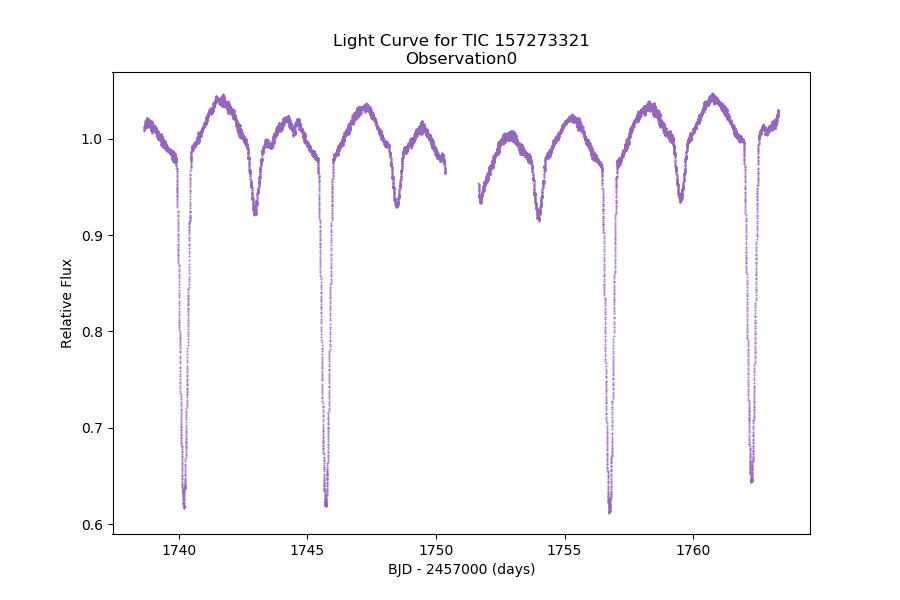 Light Curve for TIC 157273321
Observation0
1.0
0.9
0.8
0.7
0.6
Relative Flux
1740
1745
1750
1755
1760
BJD - 2457000 (days)